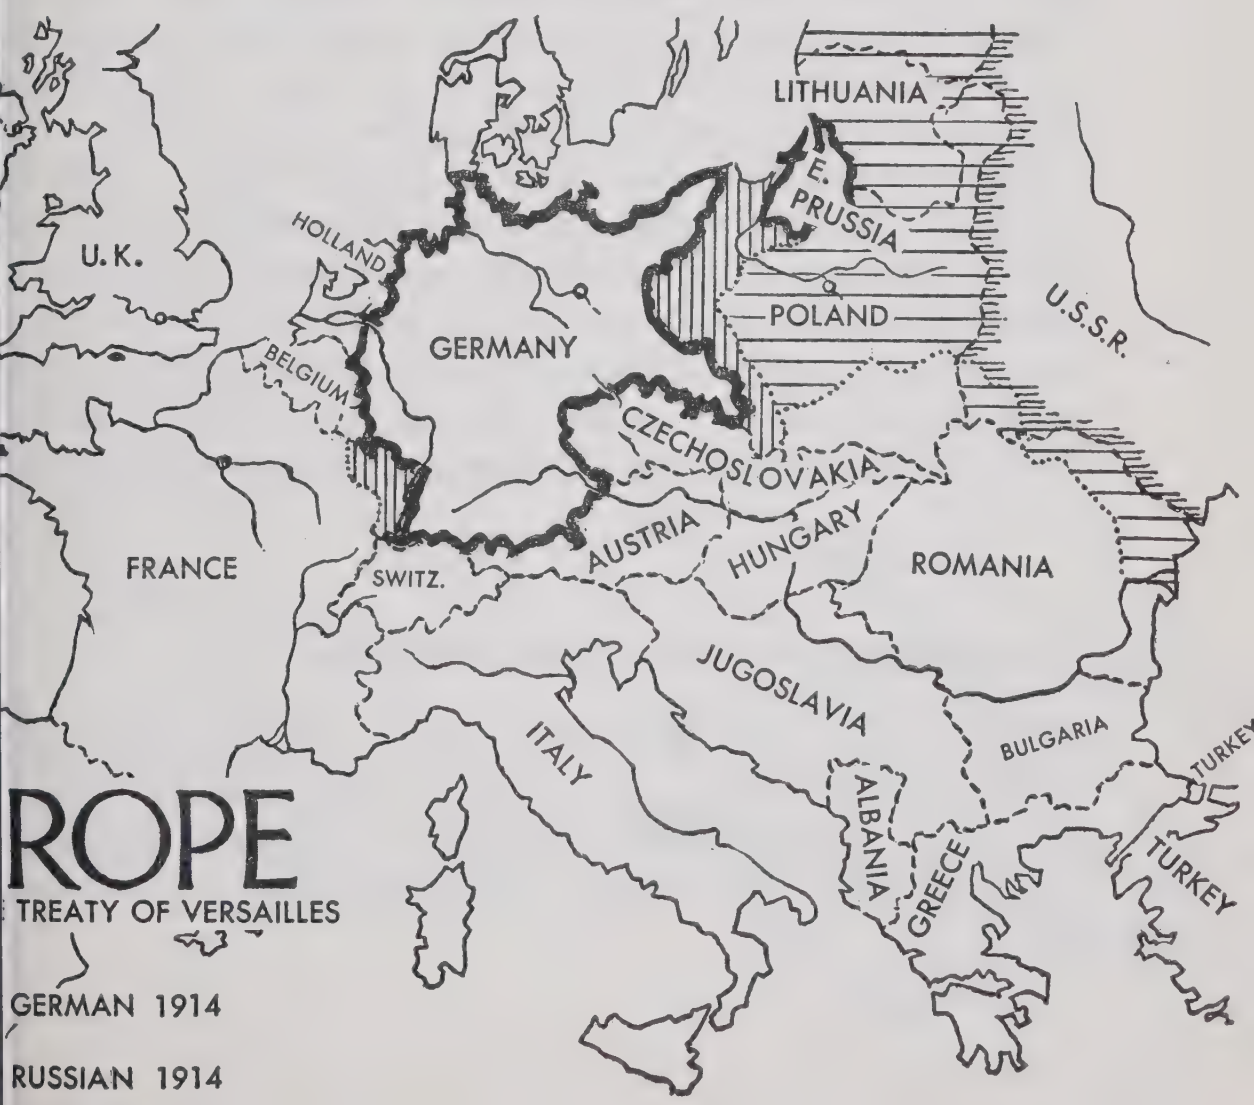 LITHUANIA
E.
PRUSSIA
U.K.
HOLLAND
U.S.S.R.
POLAND
GERMANY
BELGIUM
CZECHOSLOVAKIA
AUSTRIA
HUNGARY
FRANCE
SWITZ.
ROMANIA
JUGOSLAVIA
ITALY
BULGARIA
TURKEY
ALBANIA
GREECE
TURKEY
ROPE
TREATY OF VERSAILLES
GERMAN 1914
RUSSIAN 1914